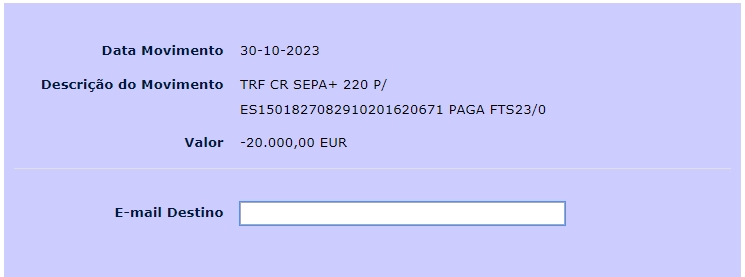 Data Movimento 30-10-2023
Descrição do Movimento TRF CR SEPA+ 220 P/
ES1501827082910201620671 PAGA FTS23/0
Valor -20.000,00 EUR
E-mail Destino